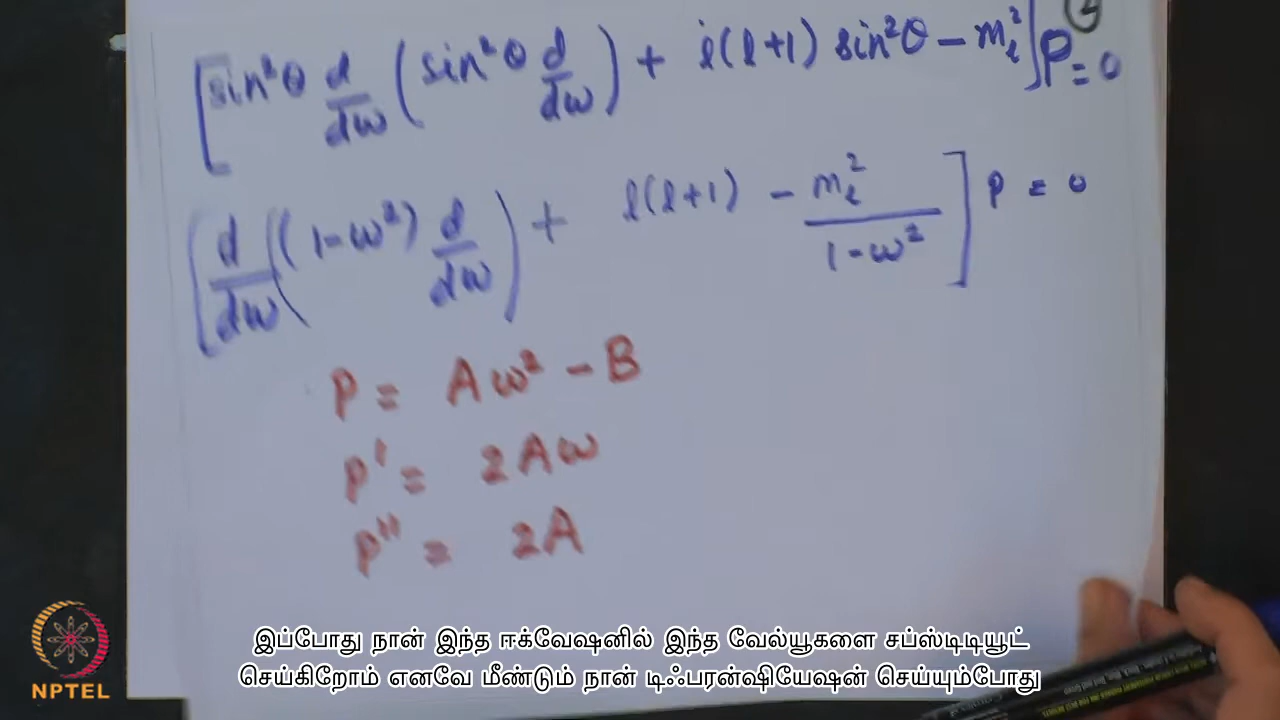 [sin²θ d/dω (sin²θ d/dω) + l(l+1) sin²θ − m_l²] P = 0
[d/dω ((1−ω²) d/dω) + l(l+1) − m_l²/(1−ω²)] P = 0
P = Aω² − B
P' = 2Aω
P'' = 2A
இப்போது நான் இந்த ஈக்வேஷனில் இந்த வேல்யூகளை சப்ஸ்டிடியூட்
செய்கிறோம் எனவே மீண்டும் நான் டிஃபரன்ஷியேஷன் செய்யும்போது
NPTEL